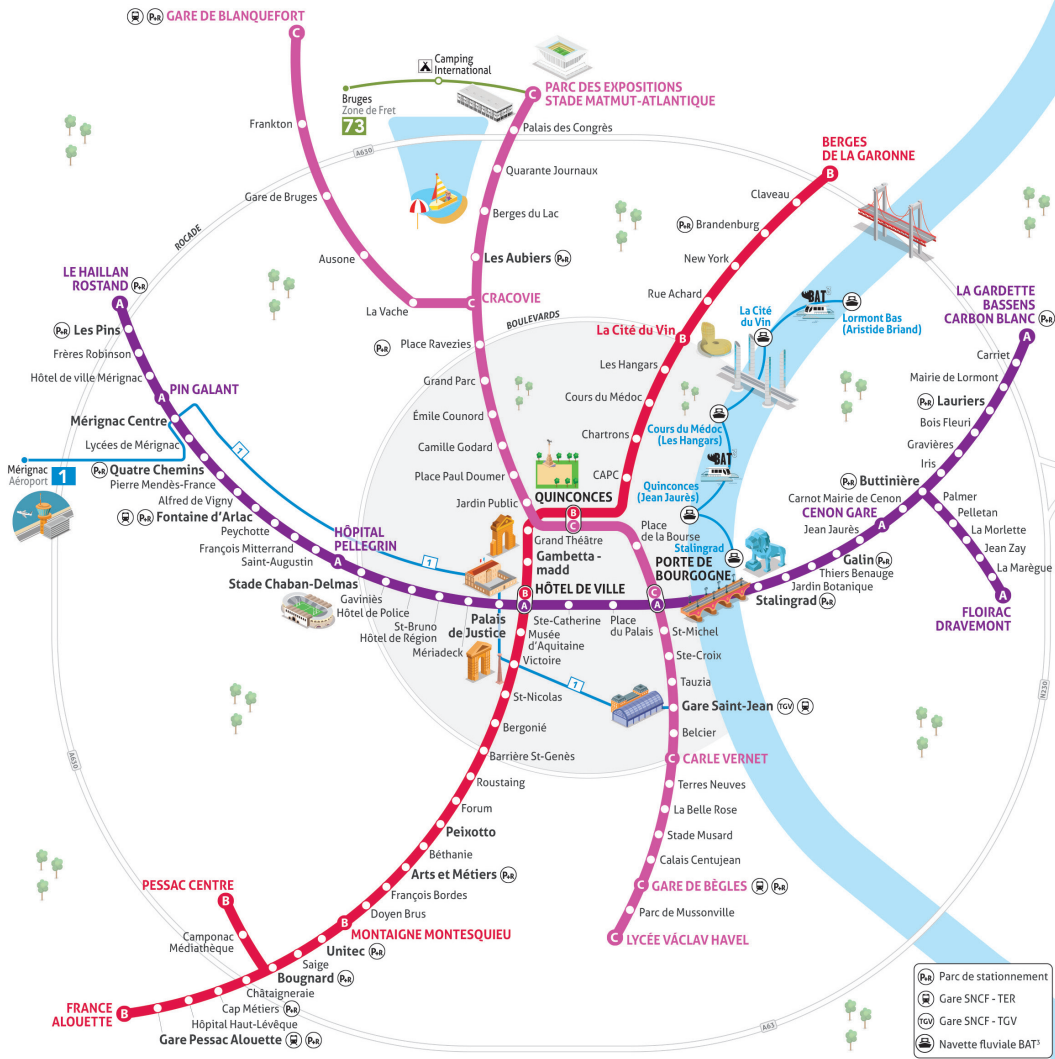 GARE DE BLANQUEFORT
C
Frankton
Gare de Bruges
Ausone
La Vache
C
CRACOVIE
Camping
International
Bruges
Zone de Fret
73
C
PARC DES EXPOSITIONS
STADE MATMUT-ATLANTIQUE
Palais des Congrès
Quarante Journaux
Berges du Lac
Les Aubiers P+R
P+R
A630
ROCADE
BOULEVARDS
P+R
Place Ravezies
Grand Parc
Émile Counord
Camille Godard
Place Paul Doumer
Jardin Public
QUINCONCES
B
C
BERGES
DE LA GARONNE
B
Claveau
P+R Brandenburg
New York
Rue Achard
La Cité du Vin
B
Les Hangars
Cours du Médoc
Chartrons
CAPC
La Cité
du Vin
BAT
Lormont Bas
(Aristide Briand)
Cours du Médoc
(Les Hangars)
BAT
Quinconces
(Jean Jaurès)
Stalingrad
LE HAILLAN
ROSTAND P+R
A
P+R Les Pins
Frères Robinson
Hôtel de ville Mérignac
A
PIN GALANT
Mérignac Centre
Lycées de Mérignac
Mérignac
Aéroport
1
P+R Quatre Chemins
Pierre Mendès-France
Alfred de Vigny
P+R Fontaine d'Arlac
Peychotte
François Mitterrand
Saint-Augustin
HÔPITAL
PELLEGRIN
A
Stade Chaban-Delmas
Gaviniès
Hôtel de Police
St-Bruno
Hôtel de Région
Mériadeck
Palais
de Justice
1
1
1
Grand Théâtre
Gambetta -
madd
HÔTEL DE VILLE
B
A
Ste-Catherine
Place
du Palais
Place
de la Bourse
PORTE DE
BOURGOGNE
C
A
Stalingrad P+R
Jardin Botanique
Thiers Benauge
Galin P+R
Jean Jaurès
CENON GARE
A
Carnot Mairie de Cenon
P+R Buttinière
Iris
Gravières
Bois Fleuri
P+R Lauriers
Mairie de Lormont
Carriet
LA GARDETTE
BASSENS
CARBON BLANC P+R
A
Palmer
Pelletan
La Morlette
Jean Zay
La Marègue
A
FLOIRAC
DRAVEMONT
N230
Musée
d'Aquitaine
Victoire
St-Nicolas
Bergonié
Barrière St-Genès
Roustaing
Forum
Peixotto
Béthanie
Arts et Métiers P+R
François Bordes
Doyen Brus
B
MONTAIGNE MONTESQUIEU
Unitec P+R
Saige
Bougnard P+R
PESSAC CENTRE
B
Camponac
Médiathèque
Châtaigneraie
Cap Métiers P+R
Hôpital Haut-Lévêque
Gare Pessac Alouette P+R
FRANCE
ALOUETTE
B
A630
St-Michel
Ste-Croix
Tauzia
Gare Saint-Jean TGV
Belcier
C
CARLE VERNET
Terres Neuves
La Belle Rose
Stade Musard
Calais Centujean
C
GARE DE BÈGLES P+R
Parc de Mussonville
C
LYCÉE VÁCLAV HAVEL
A63
P+R Parc de stationnement
Gare SNCF - TER
TGV Gare SNCF - TGV
Navette fluviale BAT³